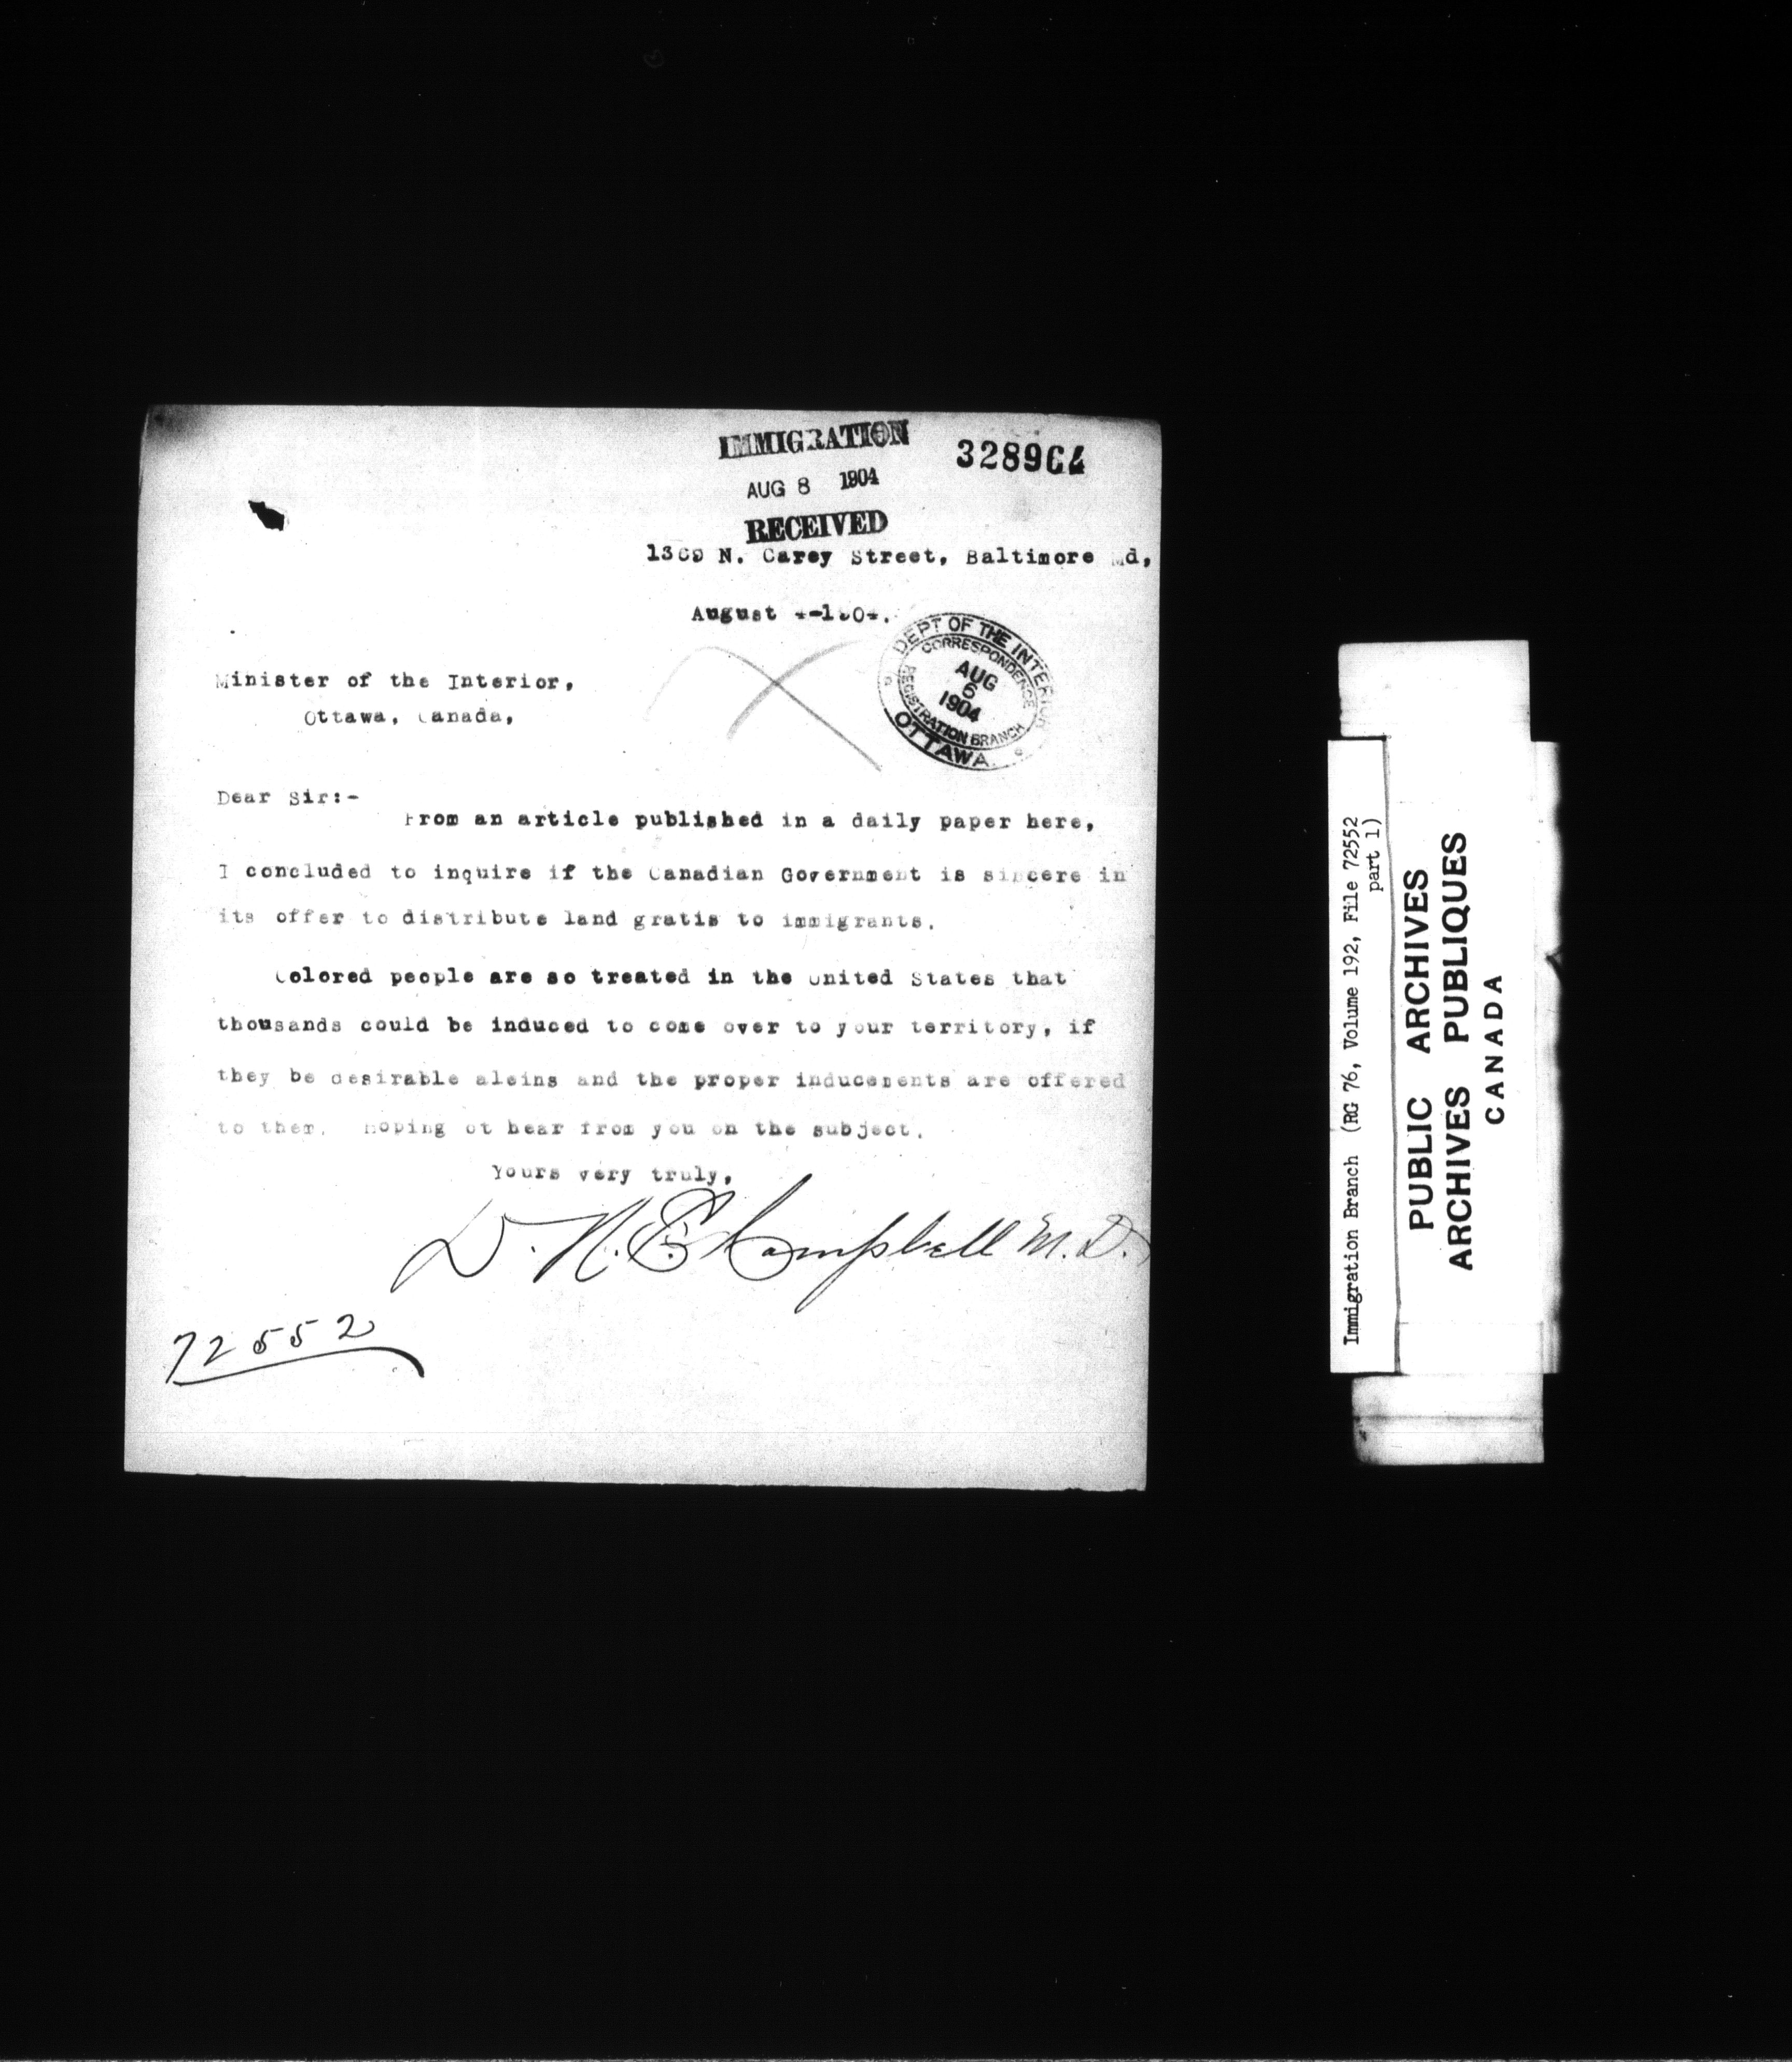 IMMIGRATION
AUG 8 1904
RECEIVED
328964
N. Carey Street, Baltimore Md,
August 4-1904.
DEPT OF THE INTERIOR
CORRESPONDENCE
AUG
6
1904
REGISTRATION BRANCH
OTTAWA.
Minister of the Interior,
Ottawa, Canada,
Dear Sir:-
From an article published in a daily paper here,
I concluded to inquire if the Canadian Government is sincere in
its offer to distribute land gratis to immigrants.
Colored people are so treated in the United States that
thousands could be induced to come over to your territory, if
they be desirable aleins and the proper inducements are offered
to them. Hoping ot hear from you on the subject.
Yours very truly,
D. N. E. Campbell M.D.
72552
Immigration Branch (RG 76, Volume 192, File 72552
part 1)
PUBLIC ARCHIVES
ARCHIVES PUBLIQUES
CANADA